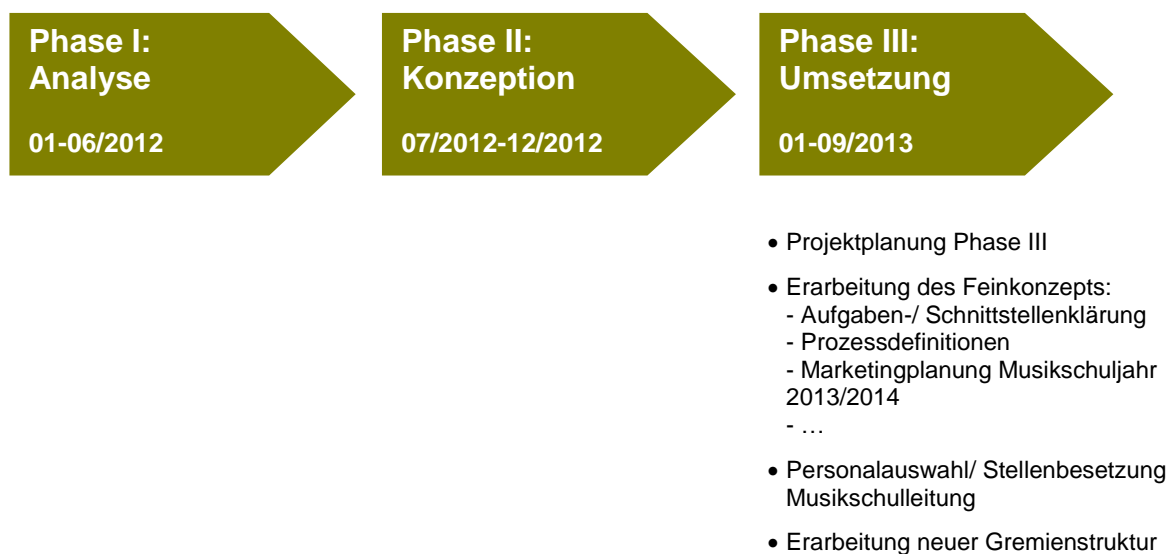 Phase I:
Analyse
01-06/2012
Phase II:
Konzeption
07/2012-12/2012
Phase III:
Umsetzung
01-09/2013
• Projektplanung Phase III
• Erarbeitung des Feinkonzepts:
- Aufgaben-/ Schnittstellenklärung
- Prozessdefinitionen
- Marketingplanung Musikschuljahr
2013/2014
- …
• Personalauswahl/ Stellenbesetzung
Musikschulleitung
• Erarbeitung neuer Gremienstruktur